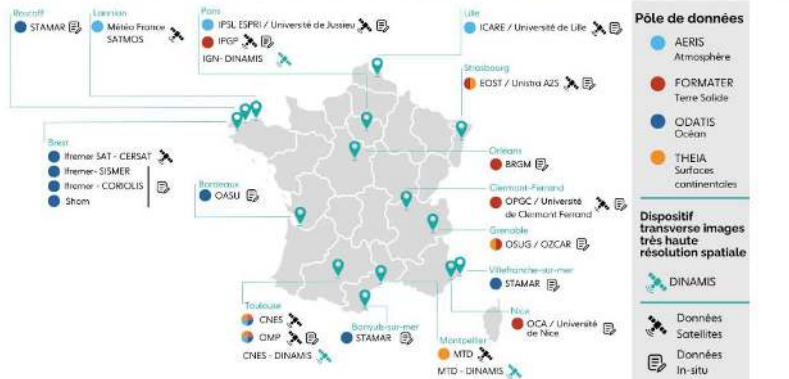 Roscoff
STAMAR
Lannion
Météo France
SATMOS
Paris
IPSL ESPRI / Université de Jussieu
IPGP
IGN- DINAMIS
Lille
ICARE / Université de Lille
Strasbourg
EOST / Unistra A2S
Brest
Ifremer SAT - CERSAT
Ifremer- SISMER
Ifremer - CORIOLIS
Shom
Bordeaux
OASU
Orléans
BRGM
Clermont-Ferrand
OPGC / Université
de Clermont Ferrand
Grenoble
OSUG / OZCAR
Villefranche-sur-mer
STAMAR
Nice
OCA / Université
de Nice
Toulouse
CNES
OMP
CNES - DINAMIS
Banyuls-sur-mer
STAMAR
Montpellier
MTD
MTD - DINAMIS
Pôle de données
AERIS
Atmosphère
FORMATER
Terre Solide
ODATIS
Océan
THEIA
Surfaces
continentales
Dispositif
transverse images
très haute
résolution spatiale
DINAMIS
Données
Satellites
Données
In-situ